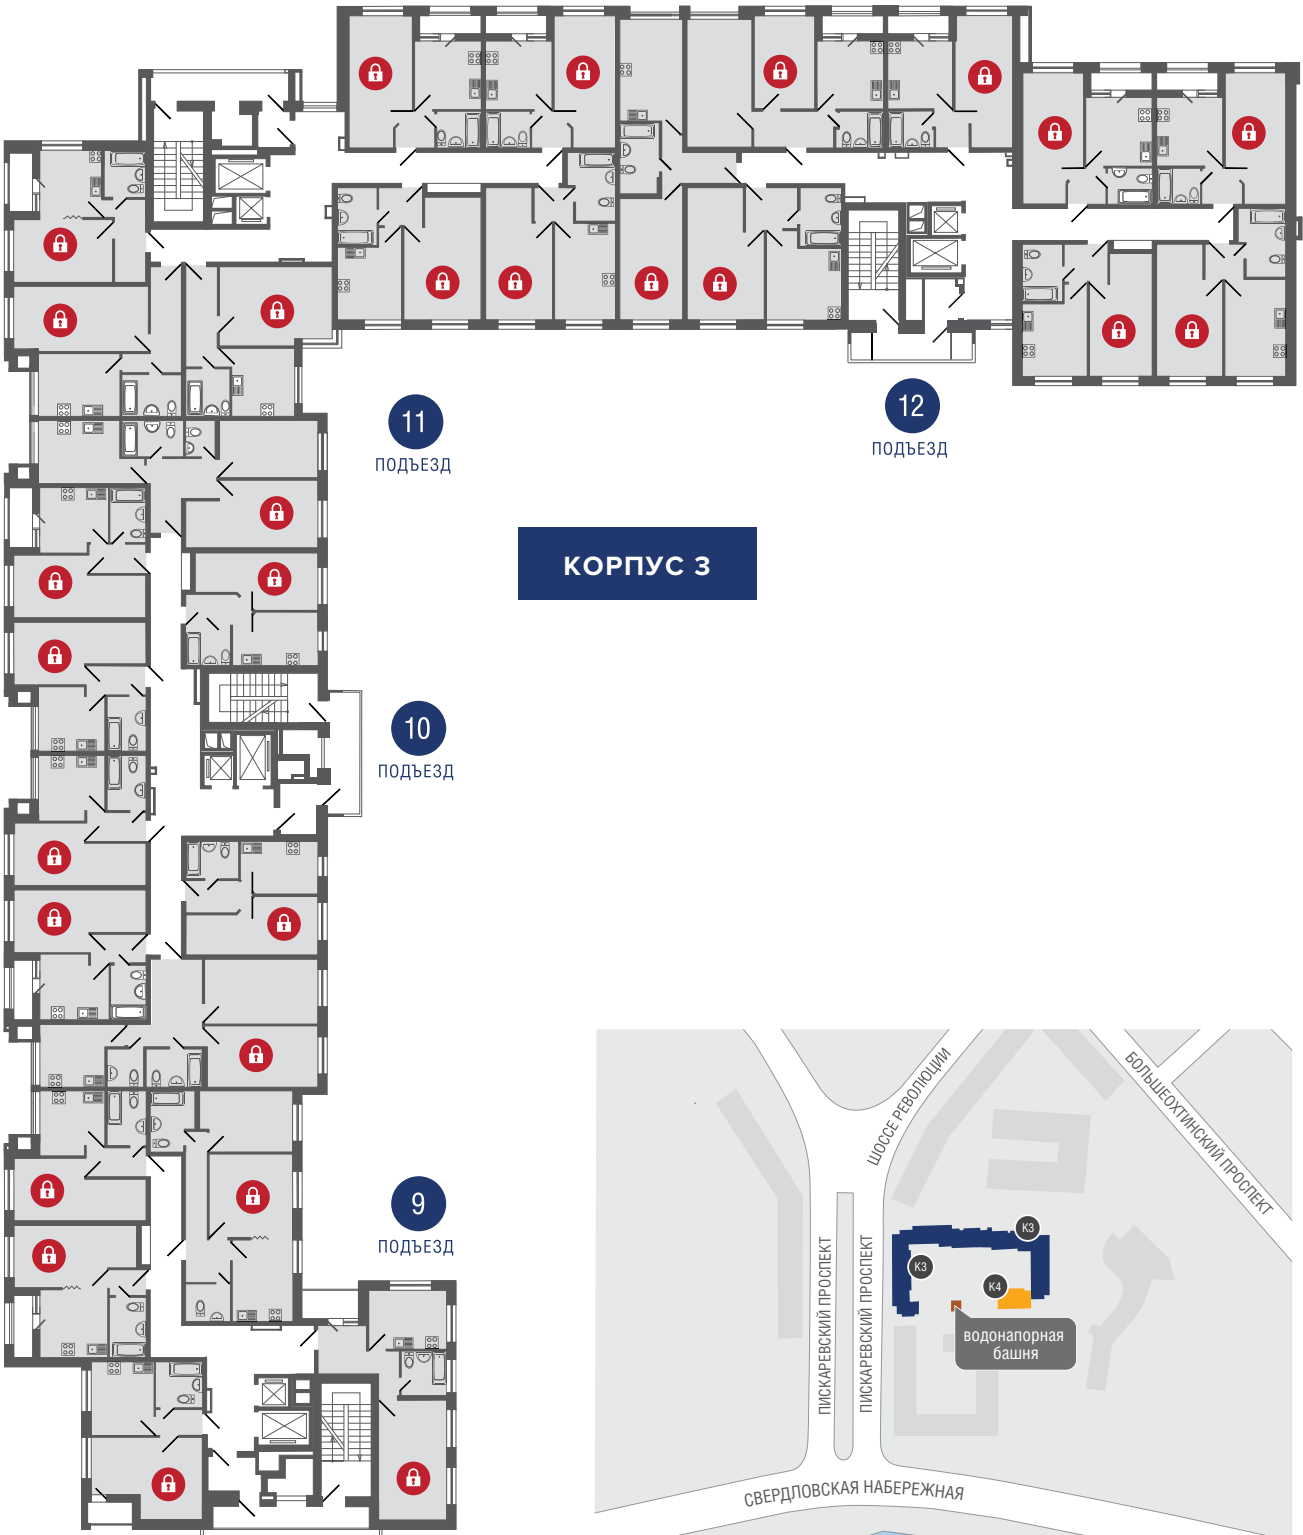 11
ПОДЪЕЗД
12
ПОДЪЕЗД
КОРПУС 3
10
ПОДЪЕЗД
9
ПОДЪЕЗД
ШОССЕ РЕВОЛЮЦИИ
БОЛЬШЕОХТИНСКИЙ ПРОСПЕКТ
ПИСКАРЕВСКИЙ ПРОСПЕКТ
ПИСКАРЕВСКИЙ ПРОСПЕКТ
К3
К3
К4
водонапорная
башня
СВЕРДЛОВСКАЯ НАБЕРЕЖНАЯ